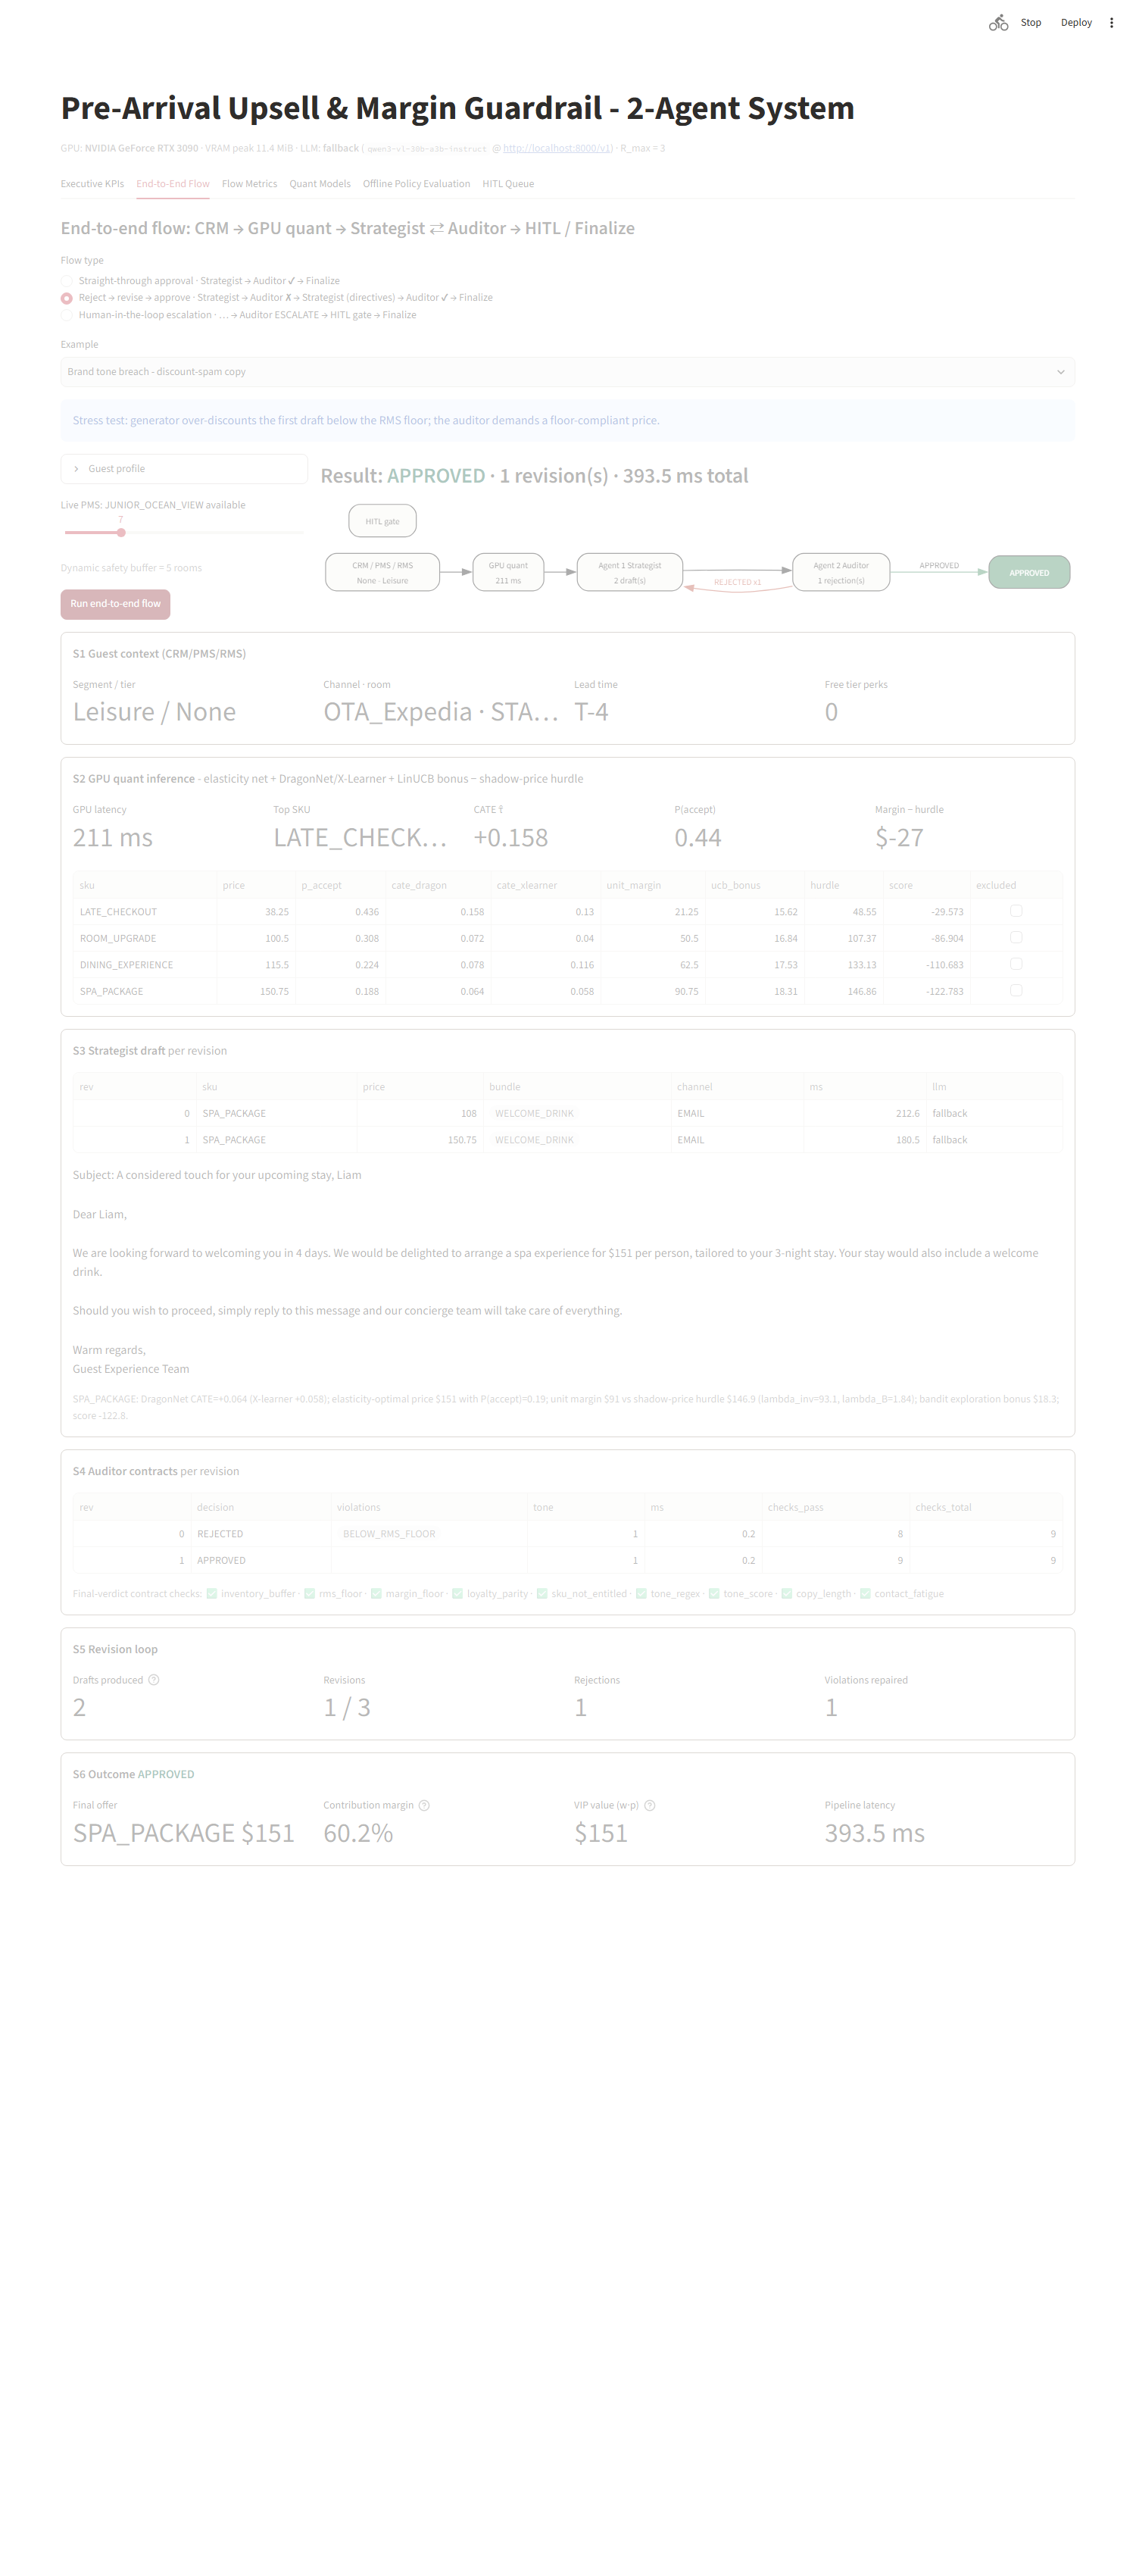 Stop Deploy
Pre-Arrival Upsell & Margin Guardrail - 2-Agent System
GPU: NVIDIA GeForce RTX 3090 · VRAM peak 11.4 MiB · LLM: fallback ( qwen3-vl-30b-a3b-instruct @ http://localhost:8000/v1) · R_max = 3
Executive KPIs End-to-End Flow Flow Metrics Quant Models Offline Policy Evaluation HITL Queue
End-to-end flow: CRM → GPU quant → Strategist ⇄ Auditor → HITL / Finalize
Flow type
Straight-through approval · Strategist → Auditor ✓ → Finalize
Reject → revise → approve · Strategist → Auditor ✗ → Strategist (directives) → Auditor ✓ → Finalize
Human-in-the-loop escalation · … → Auditor ESCALATE → HITL gate → Finalize
Example
Brand tone breach - discount-spam copy
Stress test: generator over-discounts the first draft below the RMS floor; the auditor demands a floor-compliant price.
Guest profile
Live PMS: JUNIOR_OCEAN_VIEW available
7
Dynamic safety buffer = 5 rooms
Run end-to-end flow
Result: APPROVED · 1 revision(s) · 393.5 ms total
HITL gate
CRM / PMS / RMS
None · Leisure
GPU quant
211 ms
Agent 1 Strategist
2 draft(s)
REJECTED x1
Agent 2 Auditor
1 rejection(s)
APPROVED
APPROVED
S1 Guest context (CRM/PMS/RMS)
Segment / tier Channel · room Lead time Free tier perks
Leisure / None OTA_Expedia · STA… T-4 0
S2 GPU quant inference - elasticity net + DragonNet/X-Learner + LinUCB bonus − shadow-price hurdle
GPU latency Top SKU CATE τ̂ P(accept) Margin − hurdle
211 ms LATE_CHECK… +0.158 0.44 $-27
sku price p_accept cate_dragon cate_xlearner unit_margin ucb_bonus hurdle score excluded
LATE_CHECKOUT 38.25 0.436 0.158 0.13 21.25 15.62 48.55 -29.573
ROOM_UPGRADE 100.5 0.308 0.072 0.04 50.5 16.84 107.37 -86.904
DINING_EXPERIENCE 115.5 0.224 0.078 0.116 62.5 17.53 133.13 -110.683
SPA_PACKAGE 150.75 0.188 0.064 0.058 90.75 18.31 146.86 -122.783
S3 Strategist draft per revision
rev sku price bundle channel ms llm
0 SPA_PACKAGE 108 WELCOME_DRINK EMAIL 212.6 fallback
1 SPA_PACKAGE 150.75 WELCOME_DRINK EMAIL 180.5 fallback
Subject: A considered touch for your upcoming stay, Liam
Dear Liam,
We are looking forward to welcoming you in 4 days. We would be delighted to arrange a spa experience for $151 per person, tailored to your 3-night stay. Your stay would also include a welcome
drink.
Should you wish to proceed, simply reply to this message and our concierge team will take care of everything.
Warm regards,
Guest Experience Team
SPA_PACKAGE: DragonNet CATE=+0.064 (X-learner +0.058); elasticity-optimal price $151 with P(accept)=0.19; unit margin $91 vs shadow-price hurdle $146.9 (lambda_inv=93.1, lambda_B=1.84); bandit exploration bonus $18.3;
score -122.8.
S4 Auditor contracts per revision
rev decision violations tone ms checks_pass checks_total
0 REJECTED BELOW_RMS_FLOOR 1 0.2 8 9
1 APPROVED 1 0.2 9 9
Final-verdict contract checks: ✅ inventory_buffer · ✅ rms_floor · ✅ margin_floor · ✅ loyalty_parity · ✅ sku_not_entitled · ✅ tone_regex · ✅ tone_score · ✅ copy_length · ✅ contact_fatigue
S5 Revision loop
Drafts produced Revisions Rejections Violations repaired
2 1 / 3 1 1
S6 Outcome APPROVED
Final offer Contribution margin VIP value (w·p) Pipeline latency
SPA_PACKAGE $151 60.2% $151 393.5 ms